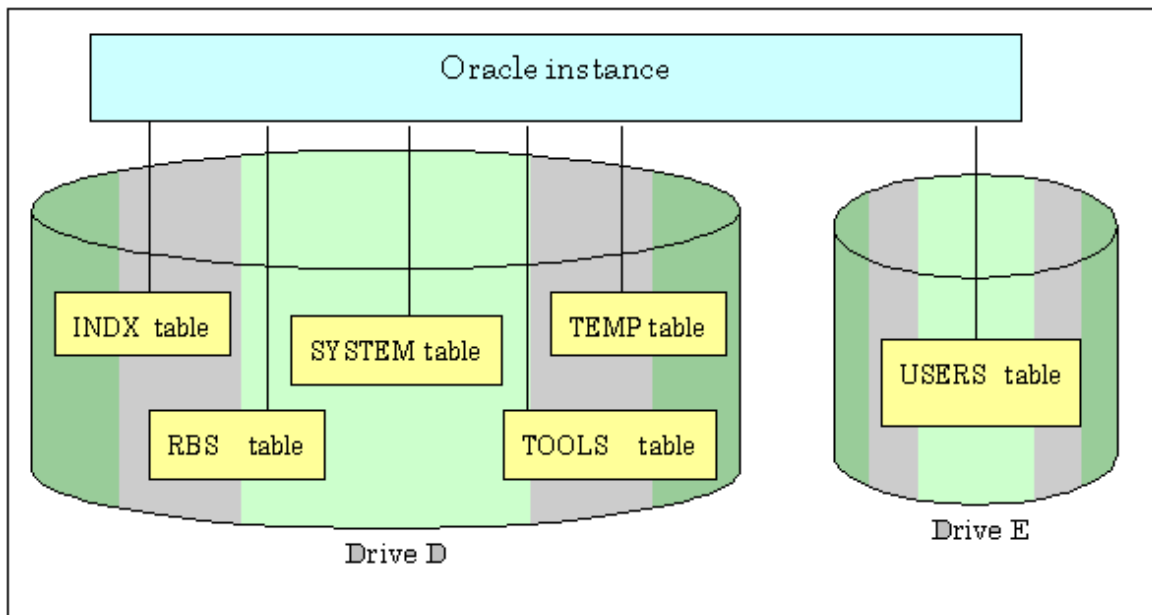 Oracle instance
INDX table
SYSTEM table
TEMP table
USERS table
RBS table
TOOLS table
Drive D
Drive E